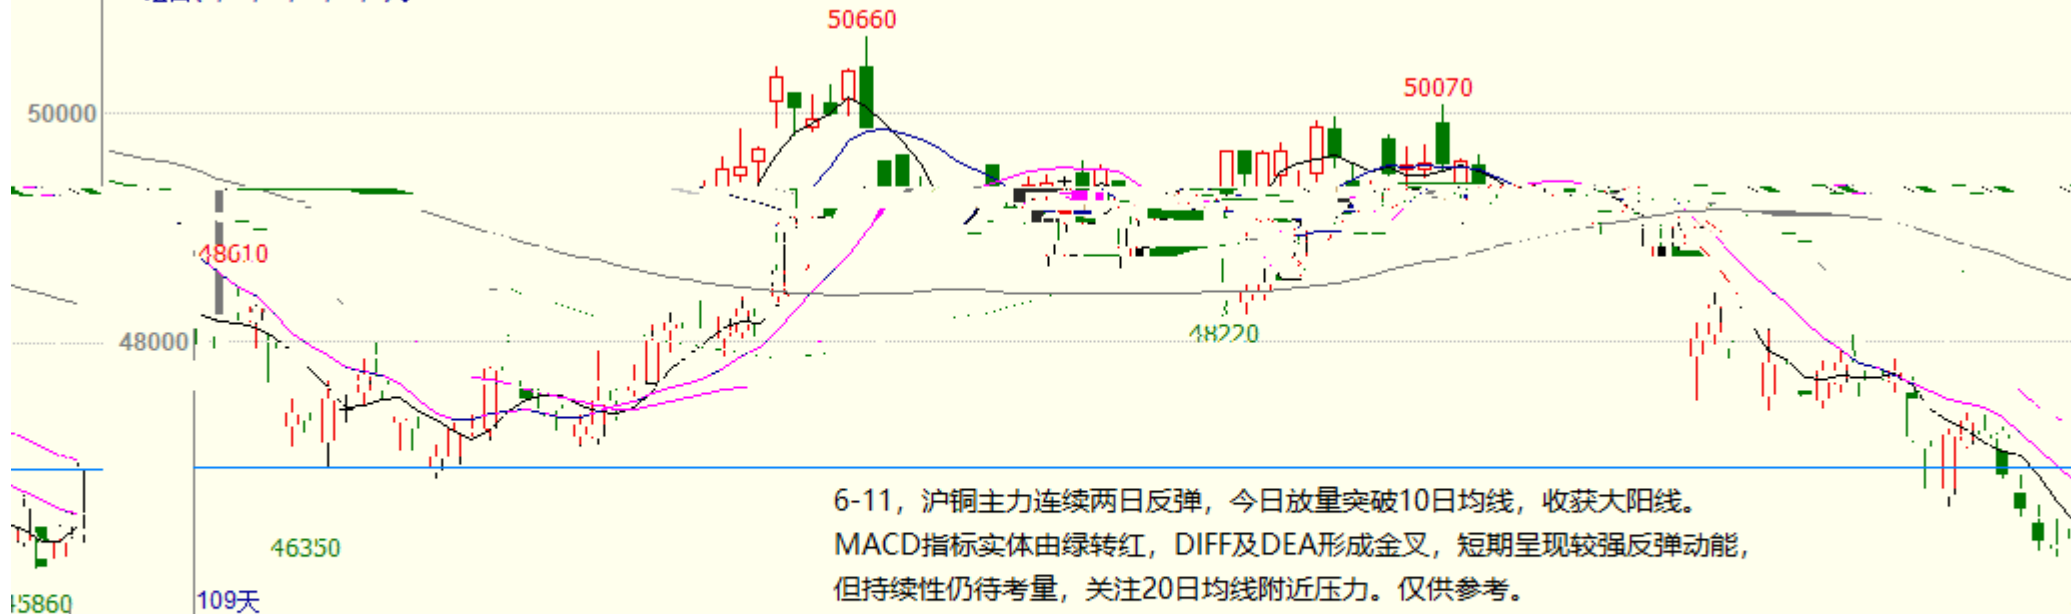 50660
50070
50000
48610
48000
48220
6-11，沪铜主力连续两日反弹，今日放量突破10日均线，收获大阳线。
MACD指标实体由绿转红，DIFF及DEA形成金叉，短期呈现较强反弹动能，
但持续性仍待考量，关注20日均线附近压力。仅供参考。
46350
45860
109天